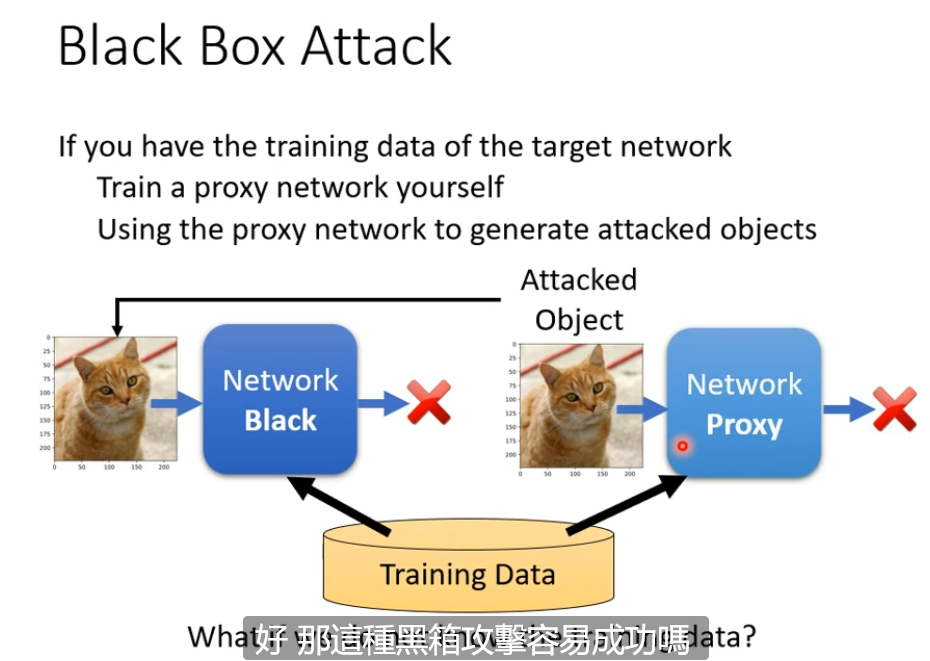 Black Box Attack
If you have the training data of the target network
Train a proxy network yourself
Using the proxy network to generate attacked objects
Attacked
Object
0
25
50
75
100
125
150
175
200
0 50 100 150 200
Network
Black
0
25
50
75
100
125
150
175
200
0 50 100 150 200
Network
Proxy
Training Data
What training data?
好 那這種黑箱攻擊容易成功嗎